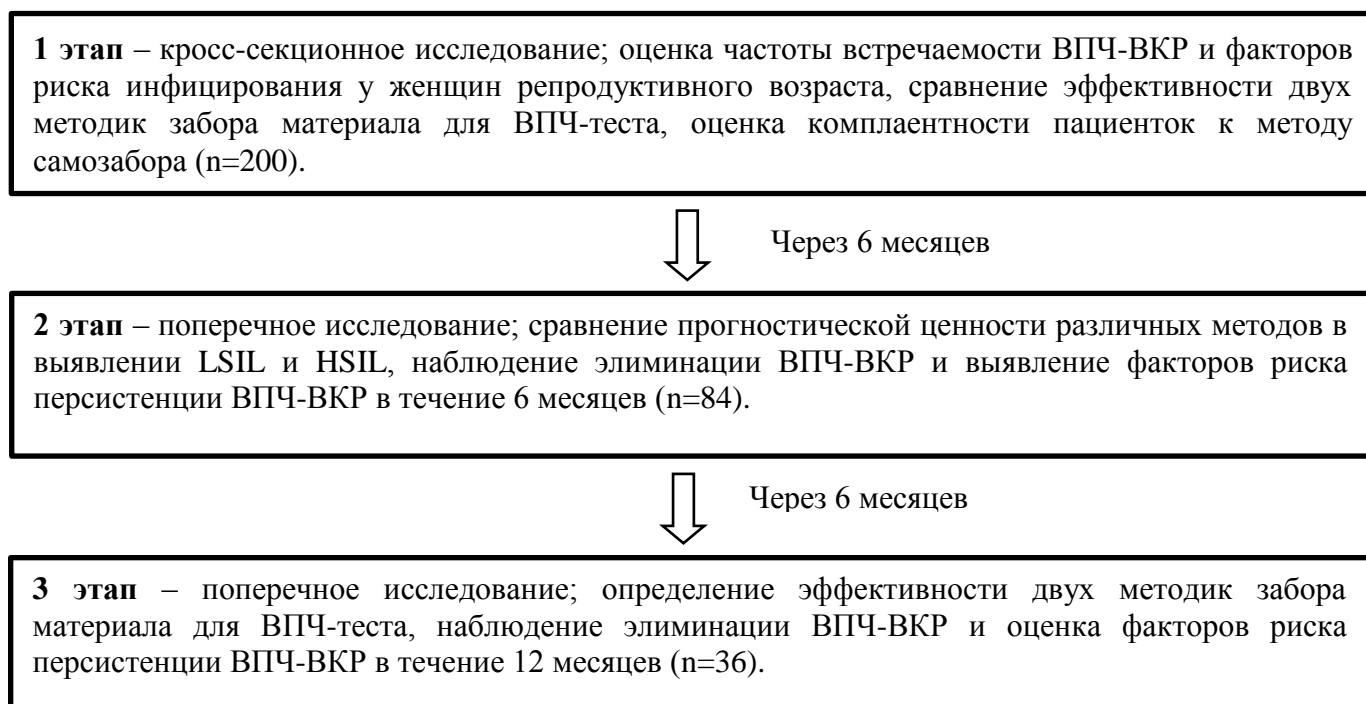 1 этап – кросс-секционное исследование; оценка частоты встречаемости ВПЧ-ВКР и факторов
риска инфицирования у женщин репродуктивного возраста, сравнение эффективности двух
методик забора материала для ВПЧ-теста, оценка комплаентности пациенток к методу
самозабора (n=200).
Через 6 месяцев
2 этап – поперечное исследование; сравнение прогностической ценности различных методов в
выявлении LSIL и HSIL, наблюдение элиминации ВПЧ-ВКР и выявление факторов риска
персистенции ВПЧ-ВКР в течение 6 месяцев (n=84).
Через 6 месяцев
3 этап – поперечное исследование; определение эффективности двух методик забора
материала для ВПЧ-теста, наблюдение элиминации ВПЧ-ВКР и оценка факторов риска
персистенции ВПЧ-ВКР в течение 12 месяцев (n=36).